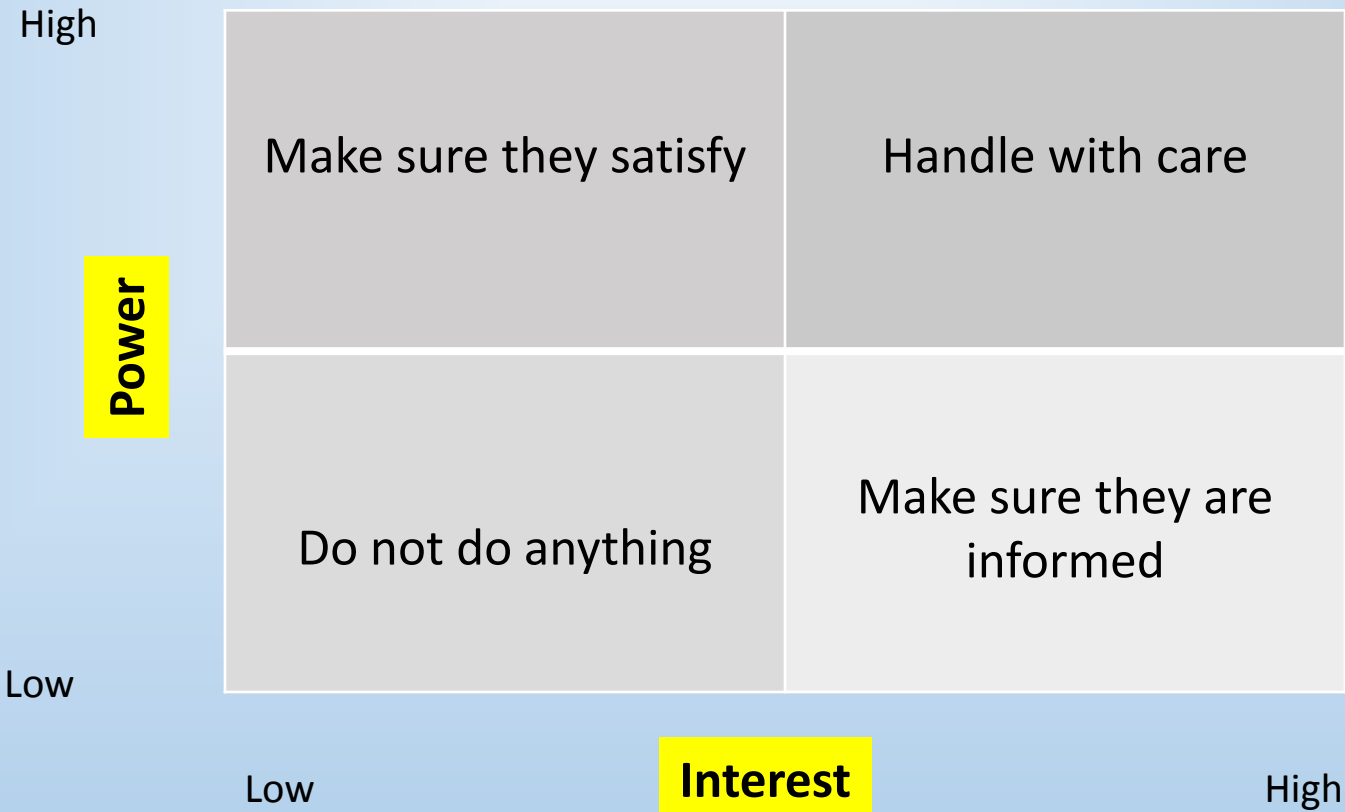 High
Make sure they satisfy
Handle with care
Power
Do not do anything
Make sure they are
informed
Low
Low
Interest
High